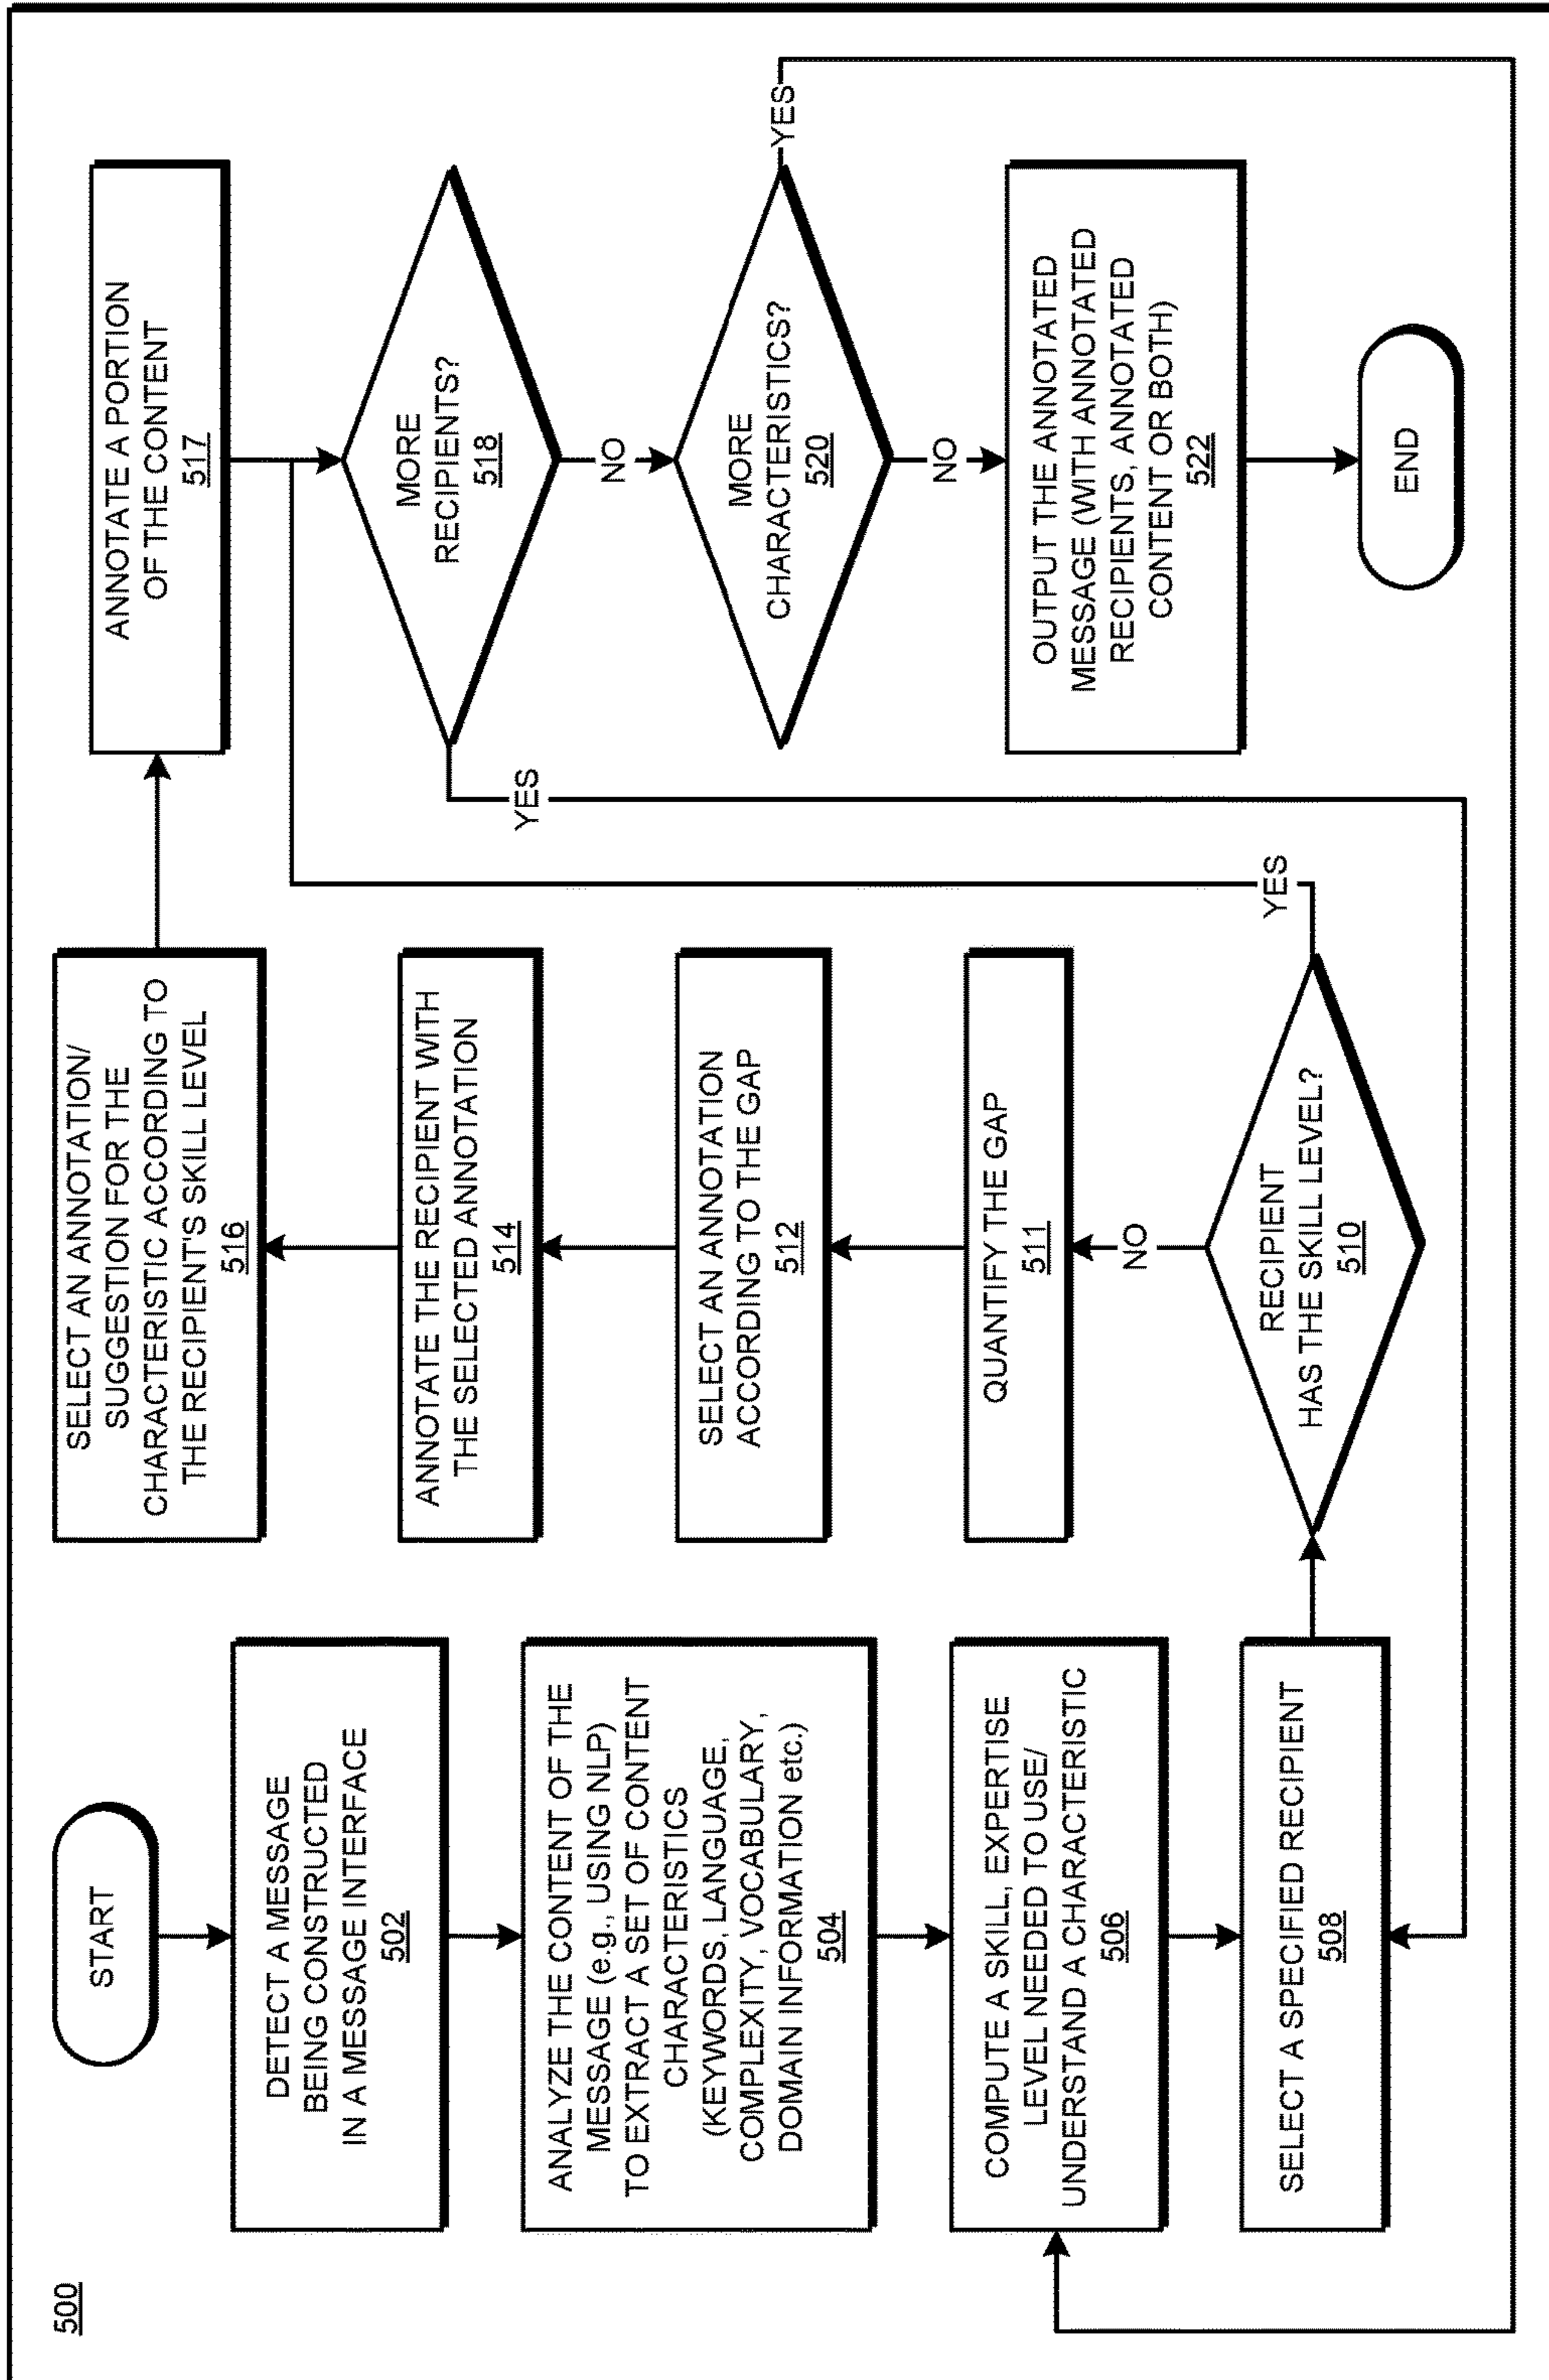 500
START
DETECT A MESSAGE
BEING CONSTRUCTED
IN A MESSAGE INTERFACE
502
ANALYZE THE CONTENT OF THE
MESSAGE (e.g., USING NLP)
TO EXTRACT A SET OF CONTENT
CHARACTERISTICS
(KEYWORDS, LANGUAGE,
COMPLEXITY, VOCABULARY,
DOMAIN INFORMATION etc.)
504
COMPUTE A SKILL, EXPERTISE
LEVEL NEEDED TO USE/
UNDERSTAND A CHARACTERISTIC
506
SELECT A SPECIFIED RECIPIENT
508
RECIPIENT
HAS THE SKILL LEVEL?
510
YES
NO
QUANTIFY THE GAP
511
SELECT AN ANNOTATION
ACCORDING TO THE GAP
512
ANNOTATE THE RECIPIENT WITH
THE SELECTED ANNOTATION
514
SELECT AN ANNOTATION/
SUGGESTION FOR THE
CHARACTERISTIC ACCORDING TO
THE RECIPIENT'S SKILL LEVEL
516
ANNOTATE A PORTION
OF THE CONTENT
517
MORE
RECIPIENTS?
518
YES
NO
MORE
CHARACTERISTICS?
520
YES
NO
OUTPUT THE ANNOTATED
MESSAGE (WITH ANNOTATED
RECIPIENTS, ANNOTATED
CONTENT OR BOTH)
522
END